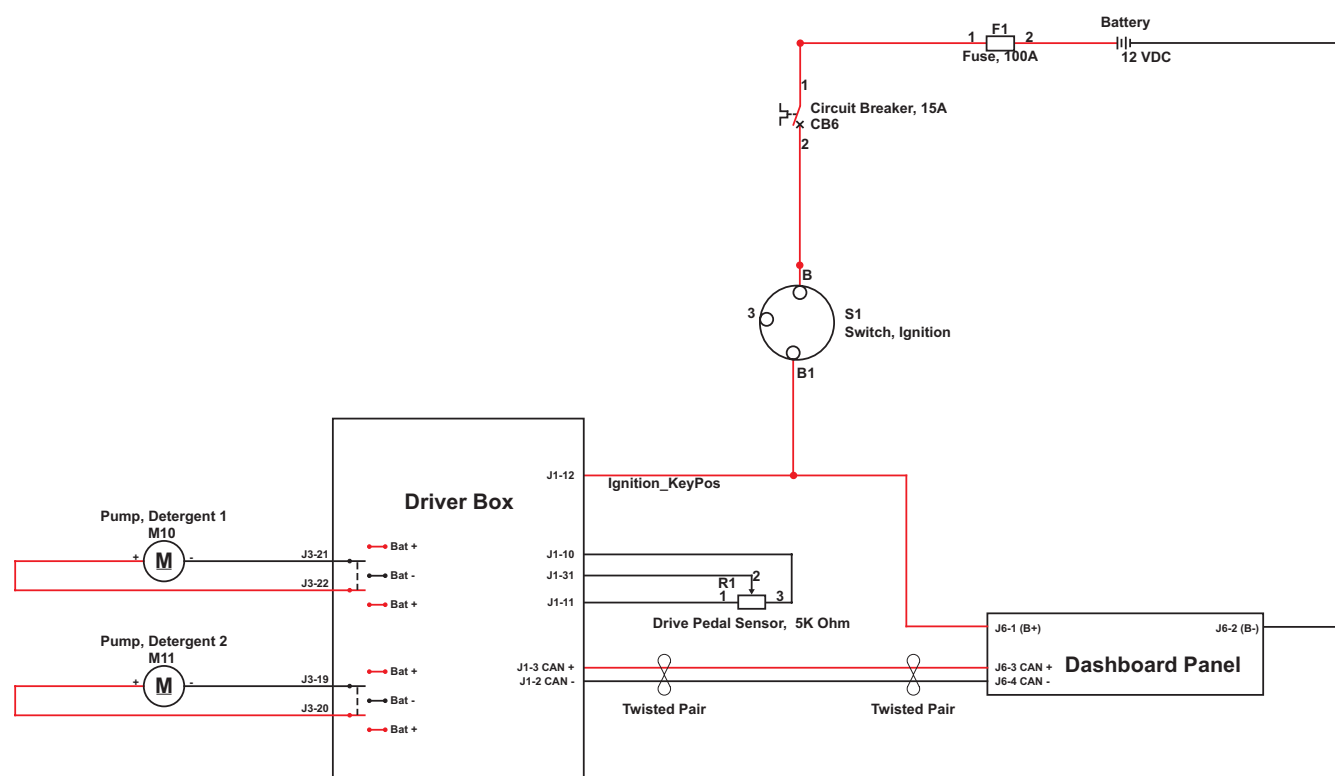 Battery
F1
1
2
Fuse, 100A
12 VDC
1
Circuit Breaker, 15A
CB6
2
B
3
S1
Switch, Ignition
B1
J1-12
Ignition_KeyPos
Driver Box
Pump, Detergent 1
M10
+
M
-
J3-21
J3-22
Bat +
Bat -
Bat +
J1-10
J1-31
J1-11
R1
2
1
3
Drive Pedal Sensor, 5K Ohm
Pump, Detergent 2
M11
+
M
-
J3-19
J3-20
Bat +
Bat -
Bat +
J1-3 CAN +
J1-2 CAN -
Twisted Pair
Twisted Pair
J6-1 (B+)
J6-2 (B-)
Dashboard Panel
J6-3 CAN +
J6-4 CAN -